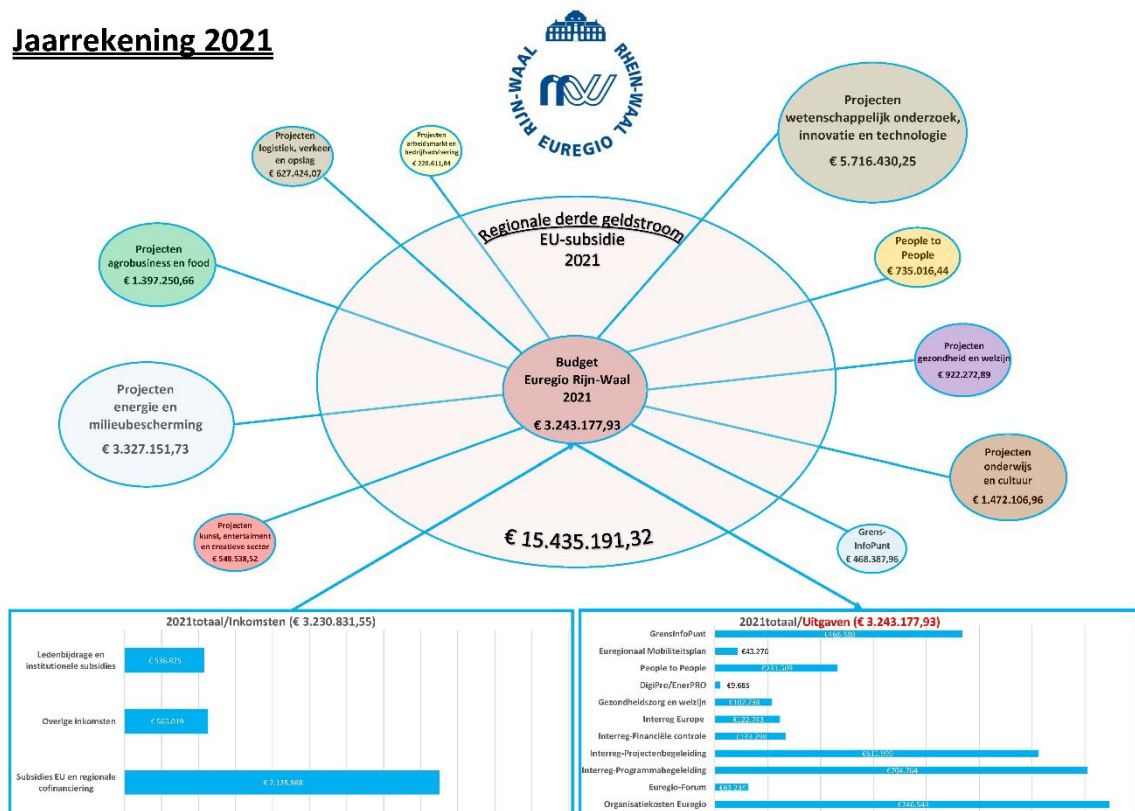 Jaarrekening 2021
RIJN-WAAL
RHEIN-WAAL
EUREGIO
Projecten
logistiek, verkeer
en opslag
€ 627.424,07
Projecten
arbeidsmarkt en
bedrijfsadvisering
€ 220.611,84
Projecten
wetenschappelijk onderzoek,
innovatie en technologie
€ 5.716.430,25
Regionale derde geldstroom
EU-subsidie
2021
Projecten
agrobusiness en food
€ 1.397.250,66
People to
People
€ 735.016,44
Budget
Euregio Rijn-Waal
2021
€ 3.243.177,93
Projecten
gezondheid en welzijn
€ 922.272,89
Projecten
energie en
milieubescherming
€ 3.327.151,73
Projecten
onderwijs
en cultuur
€ 1.472.106,96
Projecten
kunst, entertaiment
en creatieve sector
€ 548.538,52
€ 15.435.191,32
Grens-
InfoPunt
€ 468.387,96
2021totaal/Inkomsten (€ 3.230.831,55)
Ledenbijdrage en
institutionele subsidies
€ 536.825
Overige inkomsten
Subsidies EU en regionale
cofinanciering
2021totaal/Uitgaven (€ 3.243.177,93)
GrensInfoPunt
€468.388
Euregionaal Mobiliteitsplan
€43.276
People to People
DigiPro/EnerPRO
€9.685
Gezondheidszorg en welzijn
Interreg Europe
Interreg-Financiële controle
€133.298
Interreg-Projectenbegeleiding
Interreg-Programmabegeleiding
€704.764
Euregio-Forum
Organisatiekosten Euregio
€746.543